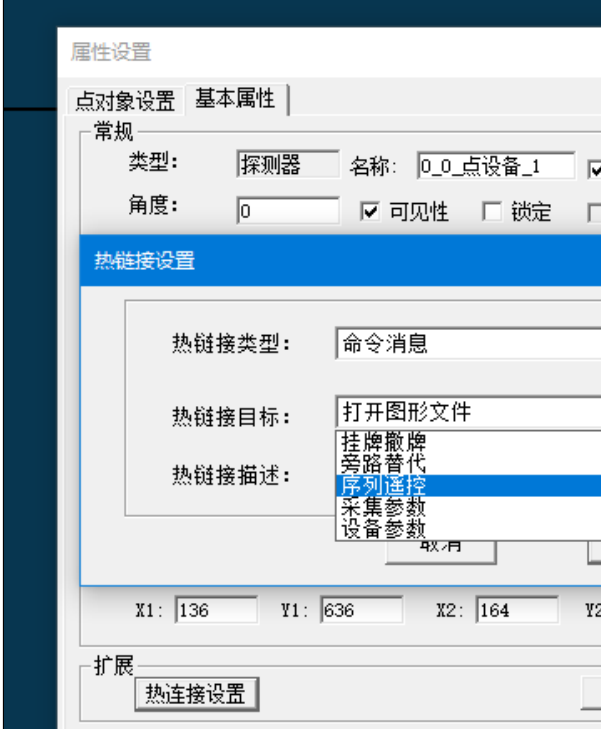 属性设置
点对象设置 基本属性
常规
类型： 探测器 名称： 0_0_点设备_1
角度： 0 可见性 锁定
热链接设置
热链接类型： 命令消息
热链接目标： 打开图形文件
挂牌撤牌
旁路替代
热链接描述： 序列遥控
采集参数
设备参数
取消
X1: 136 Y1: 636 X2: 164 Y2
扩展
热连接设置